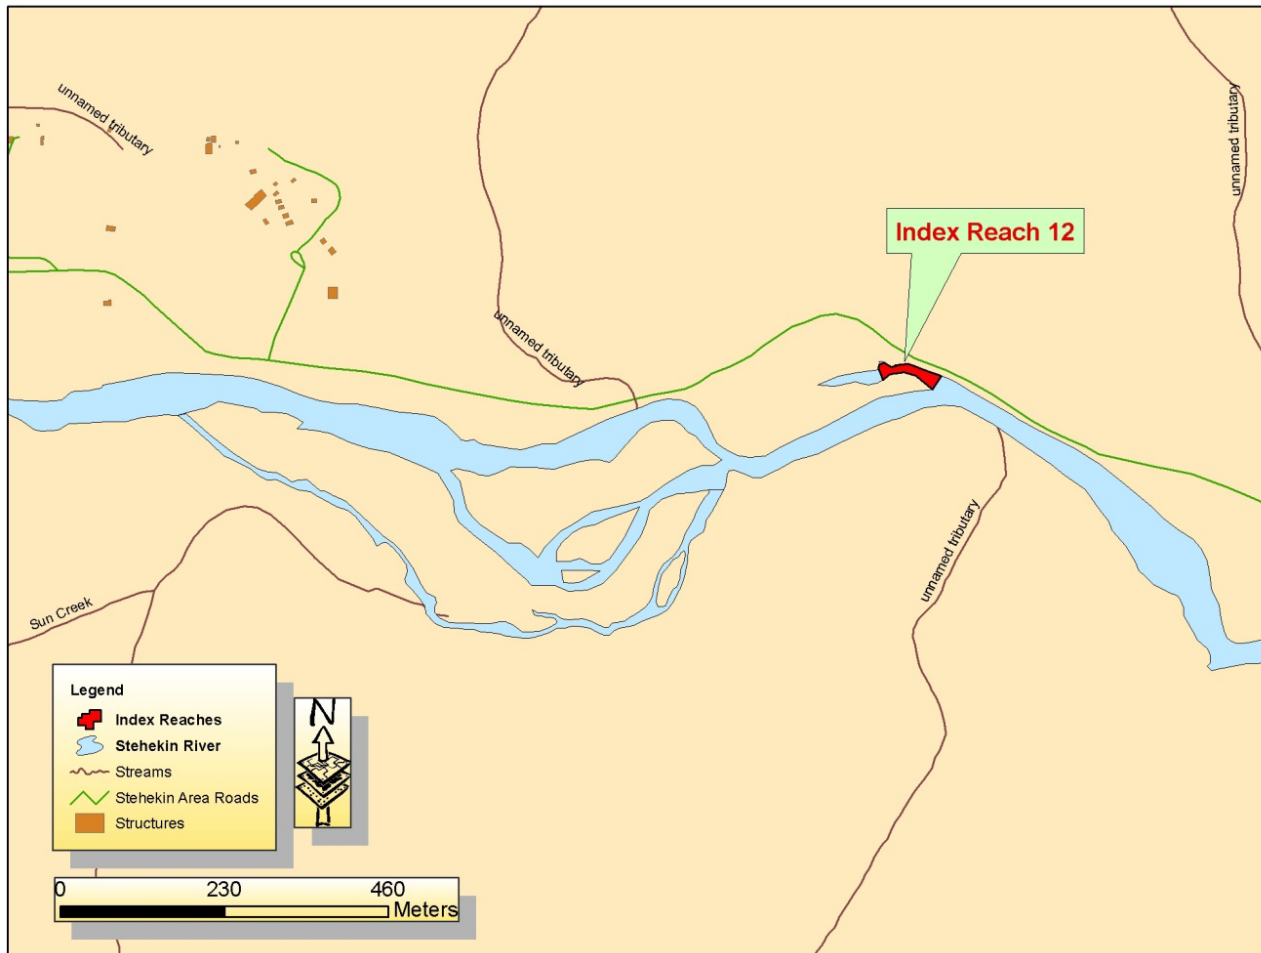 unnamed tributary
unnamed tributary
Index Reach 12
unnamed tributary
unnamed tributary
Sun Creek
Legend
Index Reaches
Stehekin River
Streams
Stehekin Area Roads
Structures
N
0 230 460
Meters